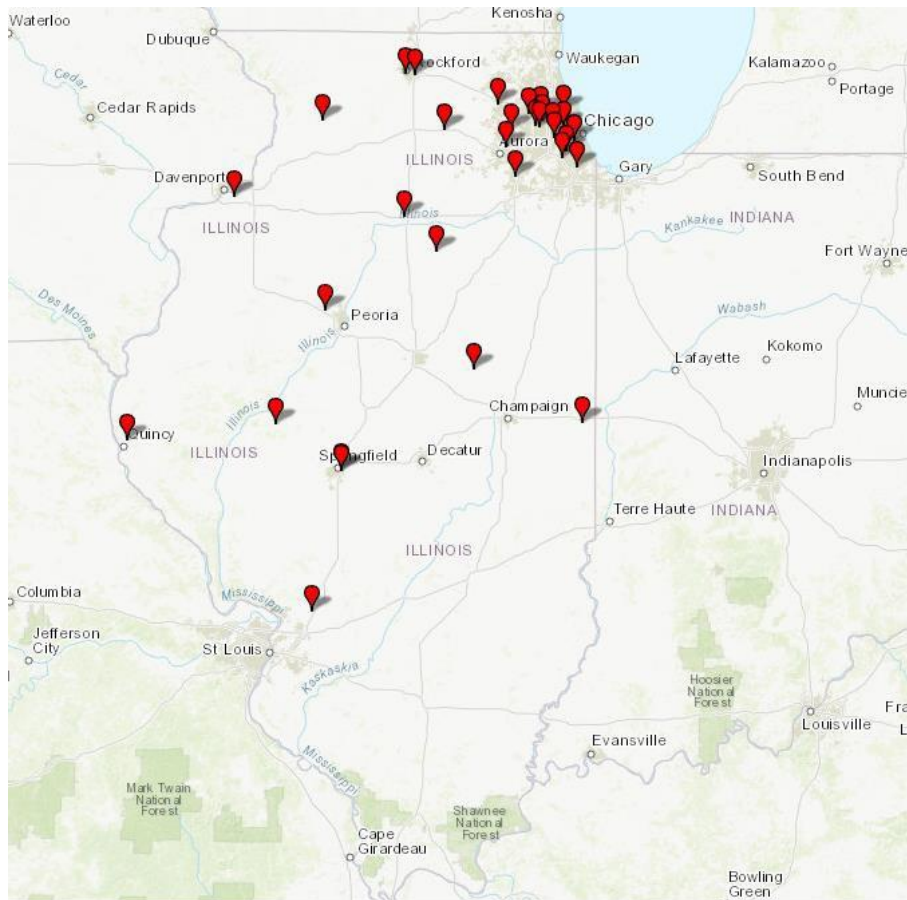 Waterloo
Kenosha
Dubuque
Rockford
Waukegan
Kalamazoo
Portage
Cedar
Cedar Rapids
Chicago
Aurora
ILLINOIS
Davenport
Gary
South Bend
Illinois
ILLINOIS
Kankakee
INDIANA
Fort Wayne
Des Moines
Wabash
Peoria
Illinois
Lafayette
Kokomo
Muncie
Champaign
Illinois
Quincy
ILLINOIS
Springfield
Decatur
Indianapolis
Terre Haute
INDIANA
ILLINOIS
Columbia
Mississippi
Jefferson
City
St Louis
Kaskaskia
Hoosier
National
Forest
Louisville
Fra
L
Evansville
Mississippi
Mark Twain
National
Forest
Shawnee
National
Forest
Cape
Girardeau
Bowling
Green